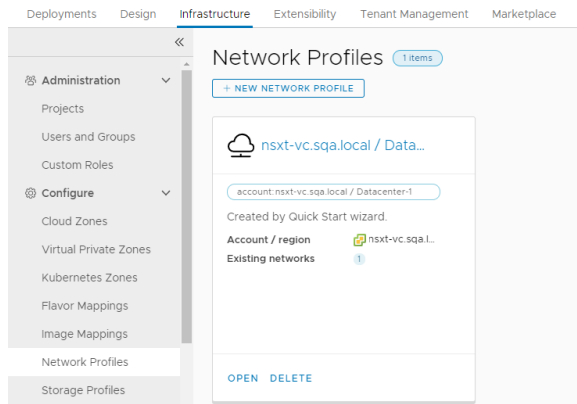 Deployments Design Infrastructure Extensibility Tenant Management Marketplace
Administration
Projects
Users and Groups
Custom Roles
Configure
Cloud Zones
Virtual Private Zones
Kubernetes Zones
Flavor Mappings
Image Mappings
Network Profiles
Storage Profiles
Network Profiles 1 items
+ NEW NETWORK PROFILE
nsxt-vc.sqa.local / Data...
account:nsxt-vc.sqa.local / Datacenter-1
Created by Quick Start wizard.
Account / region nsxt-vc.sqa.l...
Existing networks 1
OPEN DELETE